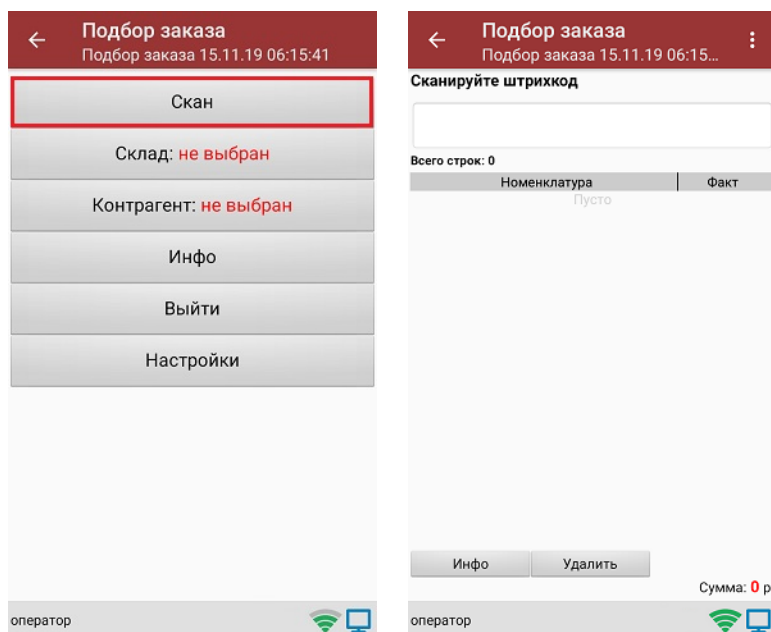 Подбор заказа
Подбор заказа 15.11.19 06:15:41
Скан
Склад: не выбран
Контрагент: не выбран
Инфо
Выйти
Настройки
оператор
Подбор заказа
Подбор заказа 15.11.19 06:15...
Сканируйте штрихкод
Всего строк: 0
Номенклатура Факт
Пусто
Инфо Удалить
Сумма: 0 р
оператор